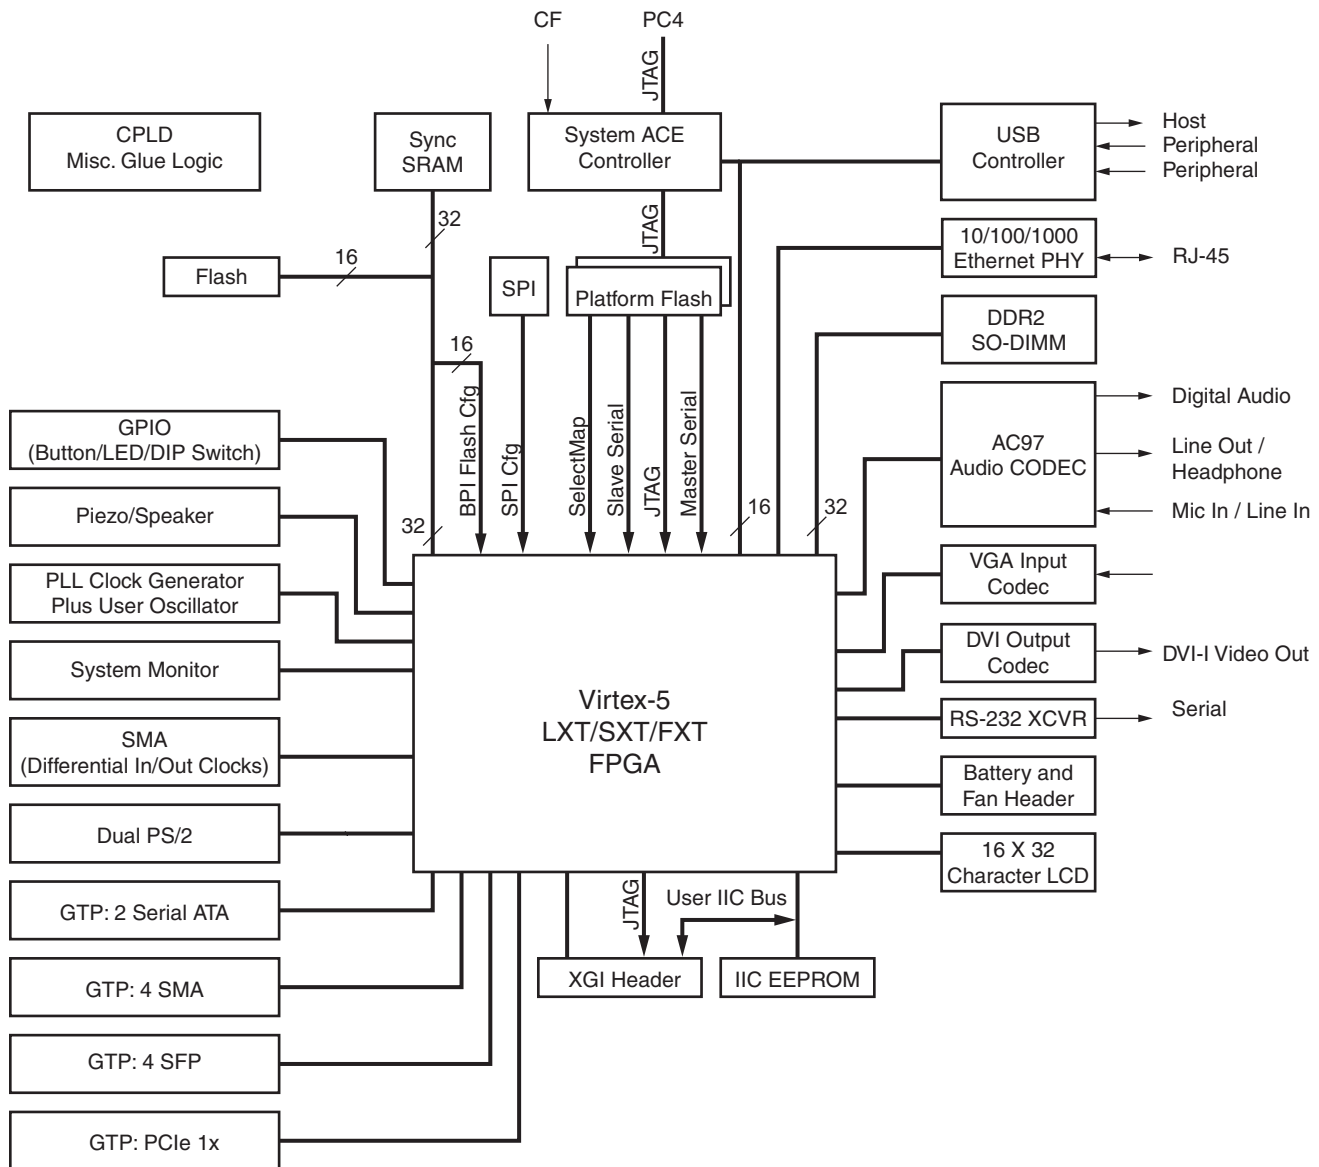 CF
PC4
JTAG
CPLD
Misc. Glue Logic
Sync
SRAM
System ACE
Controller
USB
Controller
Host
Peripheral
Peripheral
32
JTAG
10/100/1000
Ethernet PHY
RJ-45
Flash
16
SPI
Platform Flash
DDR2
SO-DIMM
16
GPIO
(Button/LED/DIP Switch)
BPI Flash Cfg
SPI Cfg
SelectMap
Slave Serial
JTAG
Master Serial
AC97
Audio CODEC
Digital Audio
Line Out /
Headphone
Mic In / Line In
Piezo/Speaker
32
16
32
PLL Clock Generator
Plus User Oscillator
VGA Input
Codec
System Monitor
DVI Output
Codec
DVI-I Video Out
Virtex-5
LXT/SXT/FXT
FPGA
RS-232 XCVR
Serial
SMA
(Differential In/Out Clocks)
Battery and
Fan Header
Dual PS/2
16 X 32
Character LCD
GTP: 2 Serial ATA
JTAG
User IIC Bus
GTP: 4 SMA
XGI Header
IIC EEPROM
GTP: 4 SFP
GTP: PCIe 1x